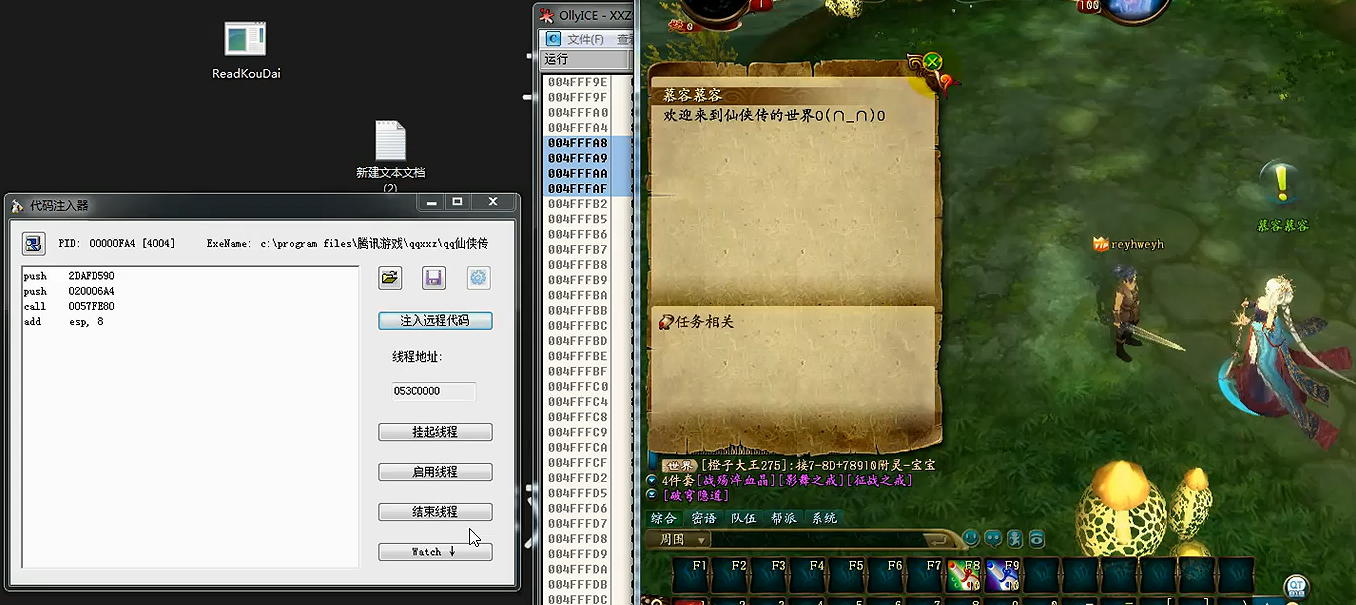 ReadKouDai
新建文本文档
(2)
代码注入器
PID: 00000FA4 [4004]
ExeName: c:\program files\腾讯游戏\qqxxz\qq仙侠传
push 2DAFD590
push 020006A4
call 0057FE80
add esp, 8
注入远程代码
线程地址:
053C0000
挂起线程
启用线程
结束线程
Watch ↓
OllyICE - XXZ
C 文件(F) 查
运行
004FFF9E
004FFF9F
004FFFA0
004FFFA4
004FFFA8
004FFFA9
004FFFAA
004FFFAF
004FFFB2
004FFFB5
004FFFB6
004FFFB7
004FFFB8
004FFFB9
004FFFBA
004FFFBB
004FFFBC
004FFFBD
004FFFBE
004FFFBF
004FFFC0
004FFFC4
004FFFC8
004FFFC9
004FFFCA
004FFFCF
004FFFD2
004FFFD5
004FFFD6
004FFFD7
004FFFD8
004FFFD9
004FFFDA
004FFFDB
004FFFDC
1
100
慕容慕容
欢迎来到仙侠传的世界O(∩_∩)O
任务相关
慕容慕容
VIP reyhweyh
世界 [橙子大王275]:接7-8D+78910附灵-宝宝
4件套[战殇淬血晶][影舞之戒][征战之戒]
[破穹隐道]
综合 密语 队伍 帮派 系统
周围
F1 F2 F3 F4 F5 F6 F7 F8 F9
QT